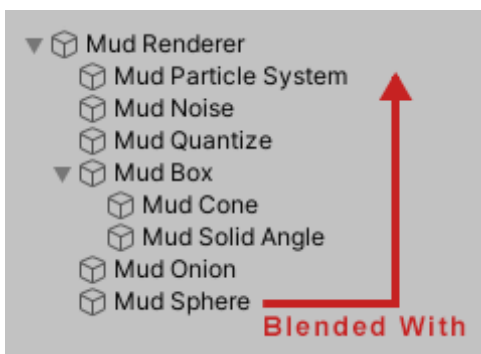 Mud Renderer
Mud Particle System
Mud Noise
Mud Quantize
Mud Box
Mud Cone
Mud Solid Angle
Mud Onion
Mud Sphere
Blended With